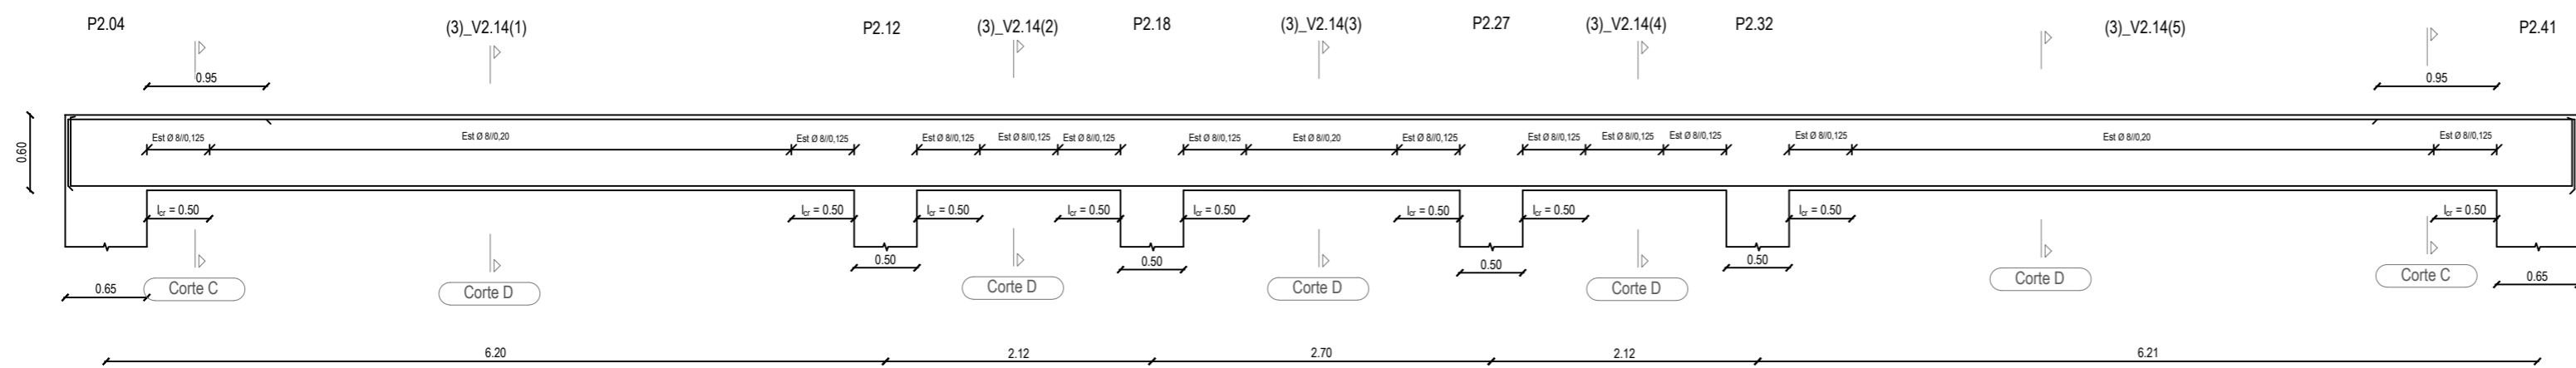 P2.04 (3)_V2.14(1) P2.12 (3)_V2.14(2) P2.18 (3)_V2.14(3) P2.27 (3)_V2.14(4) P2.32 (3)_V2.14(5) P2.41
0.95 0.95
0.60
Est Ø 8//0,125 Est Ø 8//0,20 Est Ø 8//0,125 Est Ø 8//0,125 Est Ø 8//0,125 Est Ø 8//0,125 Est Ø 8//0,125 Est Ø 8//0,20 Est Ø 8//0,125 Est Ø 8//0,125 Est Ø 8//0,125 Est Ø 8//0,125 Est Ø 8//0,125 Est Ø 8//0,20 Est Ø 8//0,125
lcr = 0.50 lcr = 0.50 lcr = 0.50 lcr = 0.50 lcr = 0.50 lcr = 0.50 lcr = 0.50 lcr = 0.50 lcr = 0.50
0.50 0.50 0.50 0.50
0.65 Corte C Corte D Corte D Corte D Corte D Corte D Corte C 0.65
6.20 2.12 2.70 2.12 6.21